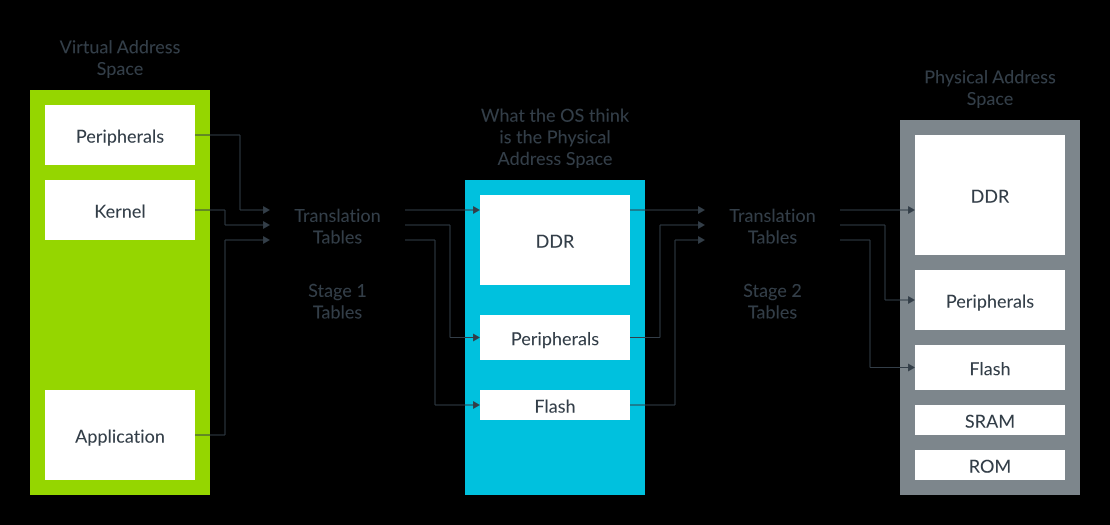 Virtual Address
Space
Peripherals
Kernel
Application
Translation
Tables
Stage 1
Tables
What the OS think
is the Physical
Address Space
DDR
Peripherals
Flash
Translation
Tables
Stage 2
Tables
Physical Address
Space
DDR
Peripherals
Flash
SRAM
ROM